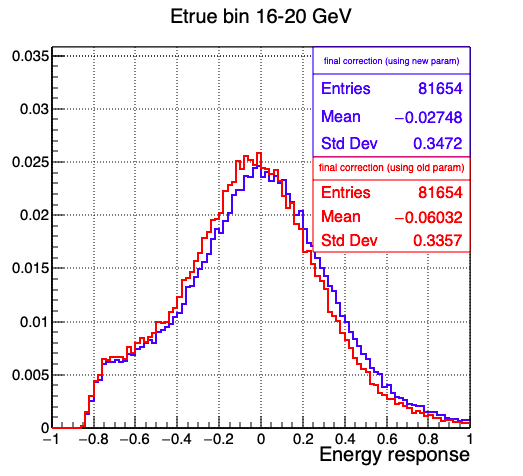 Etrue bin 16-20 GeV
final correction (using new param)
Entries 81654
Mean −0.02748
Std Dev 0.3472
final correction (using old param)
Entries 81654
Mean −0.06032
Std Dev 0.3357
0.035
0.03
0.025
0.02
0.015
0.01
0.005
0
−1 −0.8 −0.6 −0.4 −0.2 0 0.2 0.4 0.6 0.8 1
Energy response